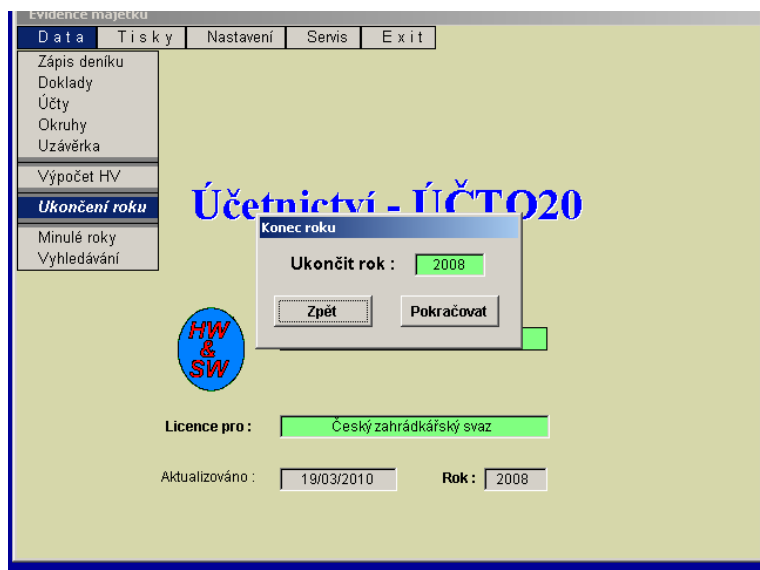 Evidence majetku
Data Tisky Nastavení Servis Exit
Zápis deníku
Doklady
Účty
Okruhy
Uzávěrka
Výpočet HV
Ukončení roku
Minulé roky
Vyhledávání
Účetnictví - ÚČTO20
Konec roku
Ukončit rok : 2008
Zpět Pokračovat
HW
&
SW
Licence pro : Český zahrádkářský svaz
Aktualizováno : 19/03/2010 Rok : 2008